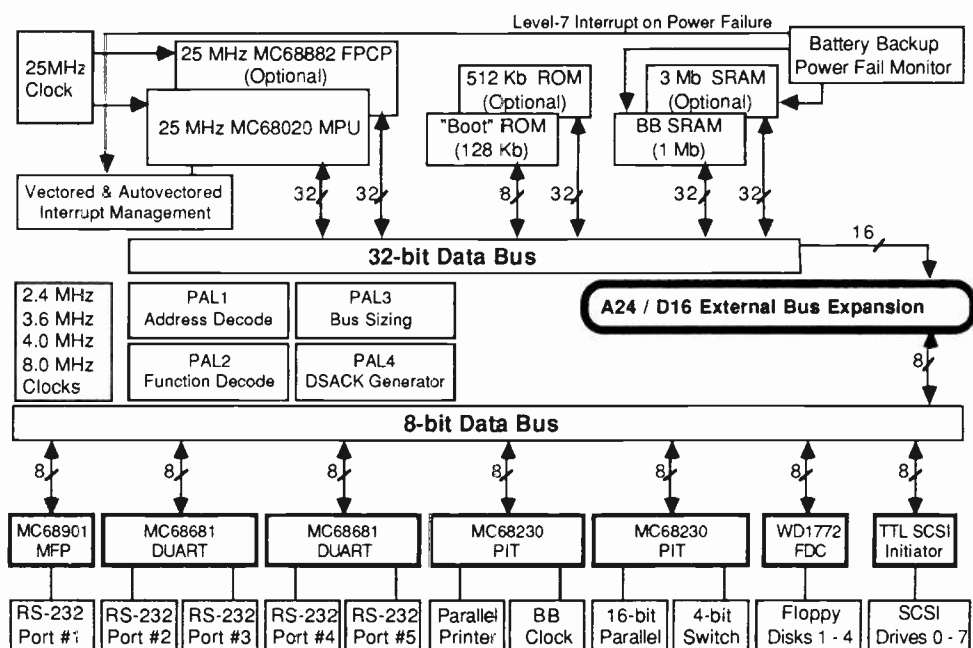 Level-7 Interrupt on Power Failure
25MHz
Clock
25 MHz MC68882 FPCP
(Optional)
25 MHz MC68020 MPU
512 Kb ROM
(Optional)
"Boot" ROM
(128 Kb)
3 Mb SRAM
(Optional)
BB SRAM
(1 Mb)
Battery Backup
Power Fail Monitor
Vectored & Autovectored
Interrupt Management
32 32 8 32 32 32
16
32-bit Data Bus
2.4 MHz
3.6 MHz
4.0 MHz
8.0 MHz
Clocks
PAL1
Address Decode
PAL3
Bus Sizing
PAL2
Function Decode
PAL4
DSACK Generator
A24 / D16 External Bus Expansion
8
8-bit Data Bus
8 8 8 8 8 8 8
MC68901
MFP
MC68681
DUART
MC68681
DUART
MC68230
PIT
MC68230
PIT
WD1772
FDC
TTL SCSI
Initiator
RS-232
Port #1
RS-232
Port #2
RS-232
Port #3
RS-232
Port #4
RS-232
Port #5
Parallel
Printer
BB
Clock
16-bit
Parallel
4-bit
Switch
Floppy
Disks 1 - 4
SCSI
Drives 0 - 7